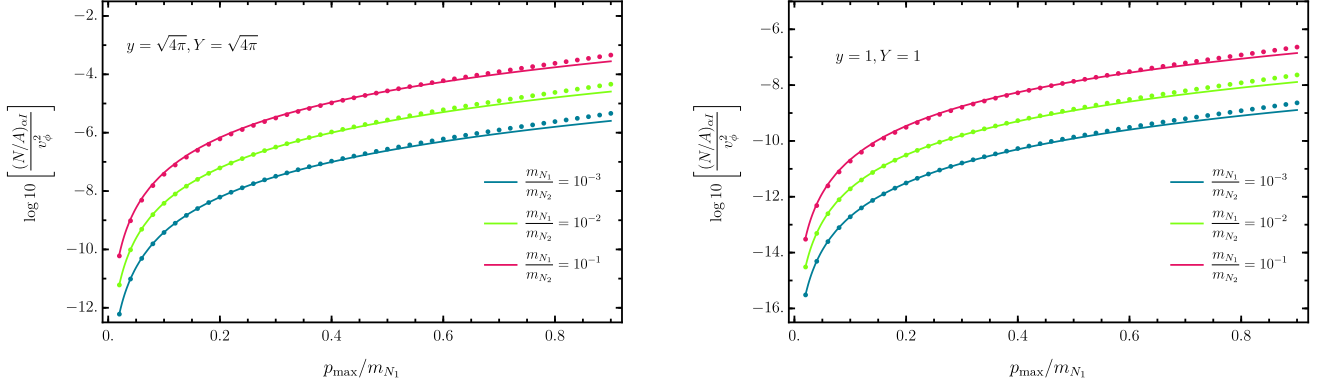 y = √4π, Y = √4π
log 10 [ (N/A)αI / v²ϕ ]
−2.
−4.
−6.
−8.
−10.
−12.
mN1/mN2 = 10⁻³
mN1/mN2 = 10⁻²
mN1/mN2 = 10⁻¹
0. 0.2 0.4 0.6 0.8
pmax/mN1
y = 1, Y = 1
log 10 [ (N/A)αI / v²ϕ ]
−6.
−8.
−10.
−12.
−14.
−16.
mN1/mN2 = 10⁻³
mN1/mN2 = 10⁻²
mN1/mN2 = 10⁻¹
0. 0.2 0.4 0.6 0.8
pmax/mN1